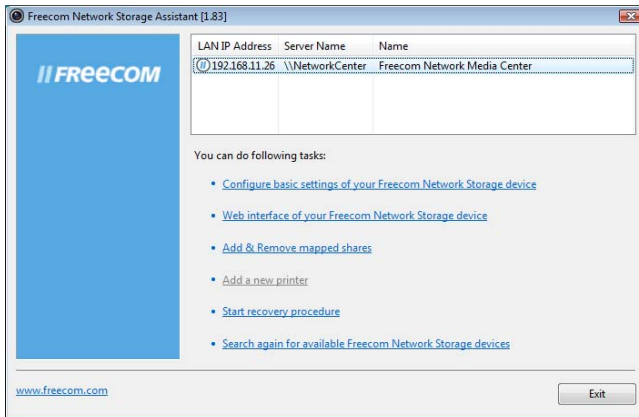 Freecom Network Storage Assistant [1.83]
FREECOM
LAN IP Address Server Name Name
192.168.11.26 \\NetworkCenter Freecom Network Media Center
You can do following tasks:
• Configure basic settings of your Freecom Network Storage device
• Web interface of your Freecom Network Storage device
• Add & Remove mapped shares
• Add a new printer
• Start recovery procedure
• Search again for available Freecom Network Storage devices
www.freecom.com
Exit